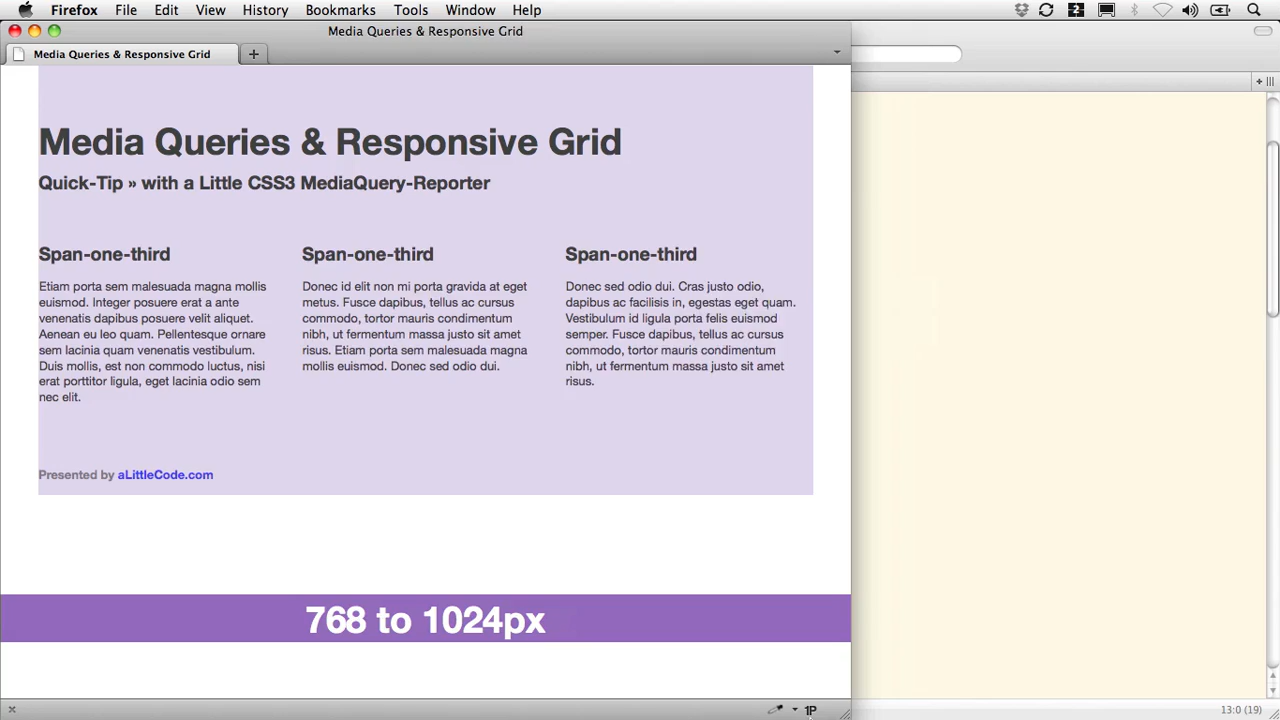 Firefox File Edit View History Bookmarks Tools Window Help
Media Queries & Responsive Grid
Media Queries & Responsive Grid
Media Queries & Responsive Grid
Quick-Tip » with a Little CSS3 MediaQuery-Reporter
Span-one-third
Etiam porta sem malesuada magna mollis
euismod. Integer posuere erat a ante
venenatis dapibus posuere velit aliquet.
Aenean eu leo quam. Pellentesque ornare
sem lacinia quam venenatis vestibulum.
Duis mollis, est non commodo luctus, nisi
erat porttitor ligula, eget lacinia odio sem
nec elit.
Span-one-third
Donec id elit non mi porta gravida at eget
metus. Fusce dapibus, tellus ac cursus
commodo, tortor mauris condimentum
nibh, ut fermentum massa justo sit amet
risus. Etiam porta sem malesuada magna
mollis euismod. Donec sed odio dui.
Span-one-third
Donec sed odio dui. Cras justo odio,
dapibus ac facilisis in, egestas eget quam.
Vestibulum id ligula porta felis euismod
semper. Fusce dapibus, tellus ac cursus
commodo, tortor mauris condimentum
nibh, ut fermentum massa justo sit amet
risus.
Presented by aLittleCode.com
768 to 1024px
1P
13:0 (19)